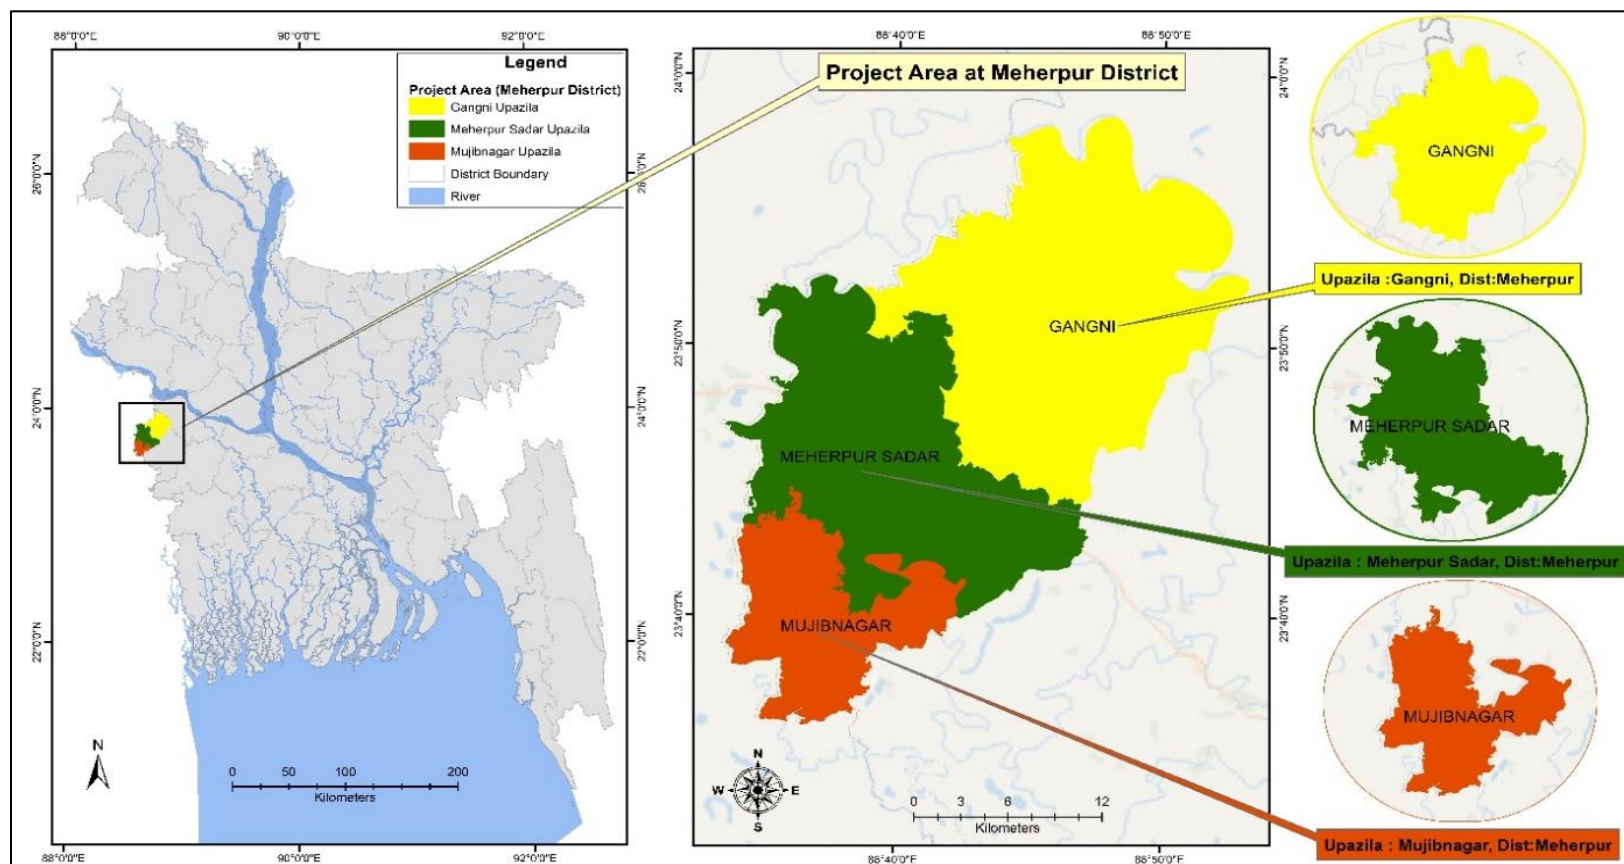 88°0'0"E 90°0'0"E 92°0'0"E
26°0'0"N
24°0'0"N
22°0'0"N
Legend
Project Area (Meherpur District)
Gangni Upazila
Meherpur Sadar Upazila
Mujibnagar Upazila
District Boundary
River
26°0'0"N
24°0'0"N
22°0'0"N
N
0 50 100 200
Kilometers
88°0'0"E 90°0'0"E 92°0'0"E
Project Area at Meherpur District
88°40'0"E 88°50'0"E
24°0'0"N
23°50'0"N
23°40'0"N
GANGNI
MEHERPUR SADAR
MUJIBNAGAR
24°0'0"N
23°50'0"N
23°40'0"N
N
W E
S
0 3 6 12
Kilometers
88°40'0"E 88°50'0"E
GANGNI
Upazila :Gangni, Dist:Meherpur
MEHERPUR SADAR
Upazila : Meherpur Sadar, Dist:Meherpur
MUJIBNAGAR
Upazila : Mujibnagar, Dist:Meherpur